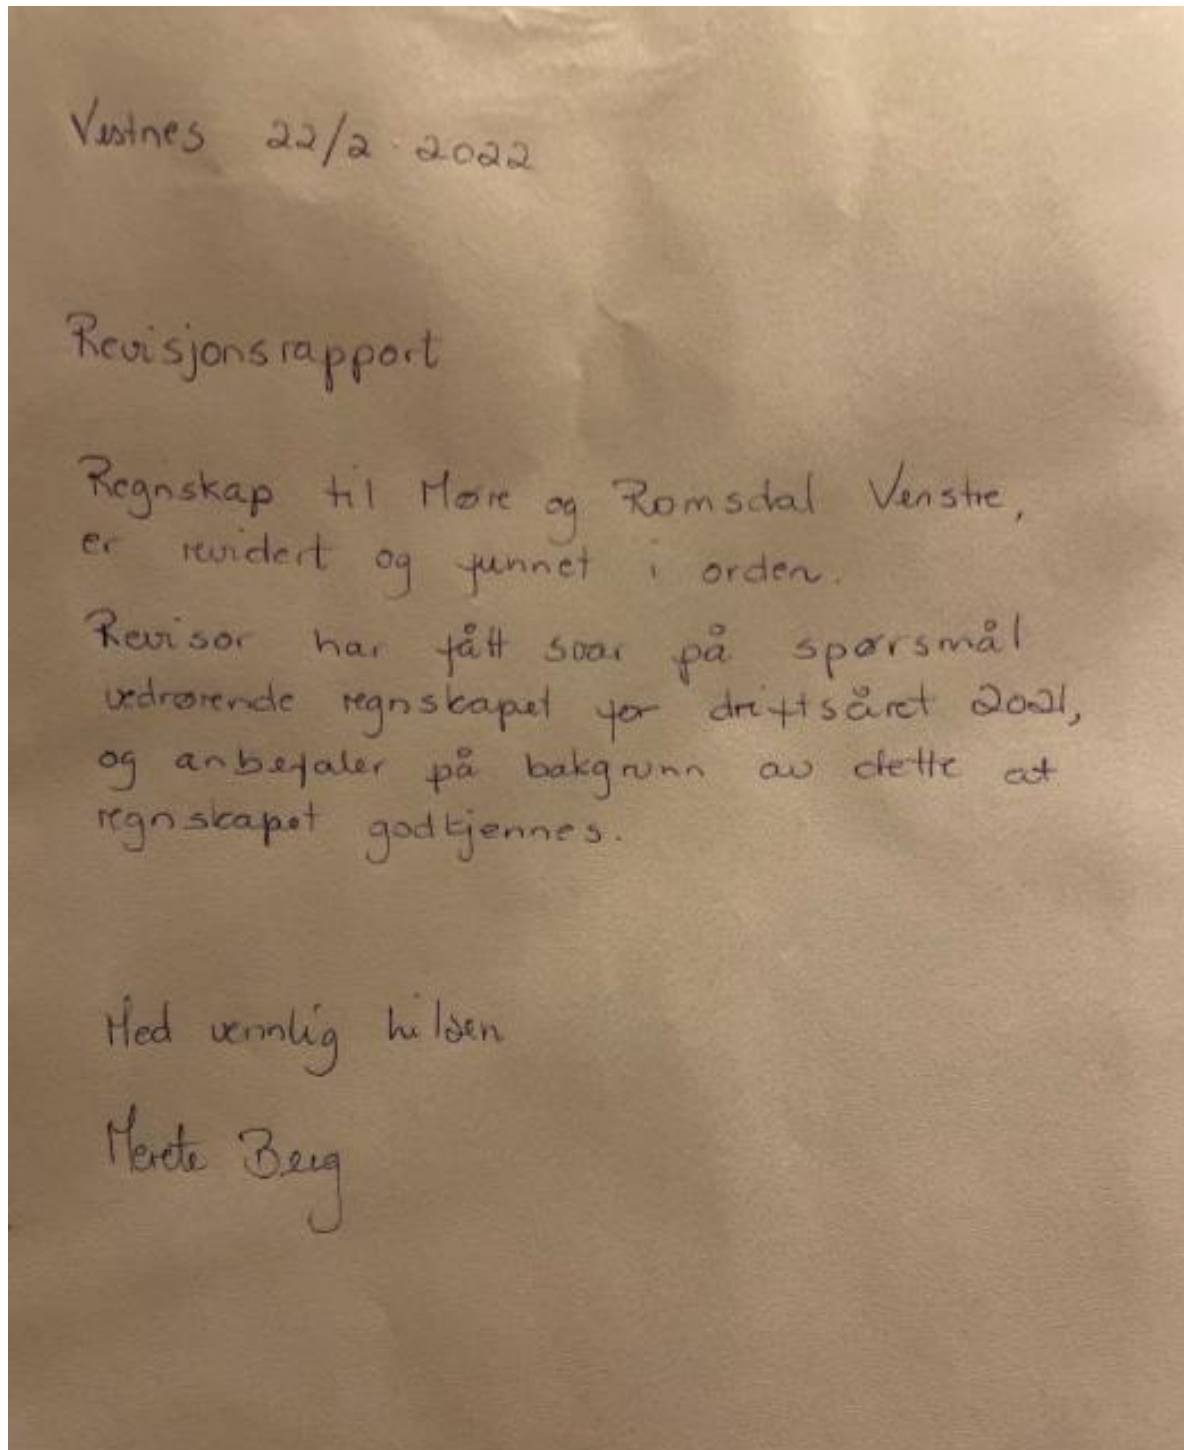 Vestnes 22/2 - 2022
Revisjonsrapport
Regnskap til Møre og Romsdal Venstre,
er revidert og funnet i orden.
Revisor har fått svar på spørsmål
vedrørende regnskapet for driftsåret 2021,
og anbefaler på bakgrunn av dette at
regnskapet godkjennes.
Med vennlig hilsen
Merete Berg